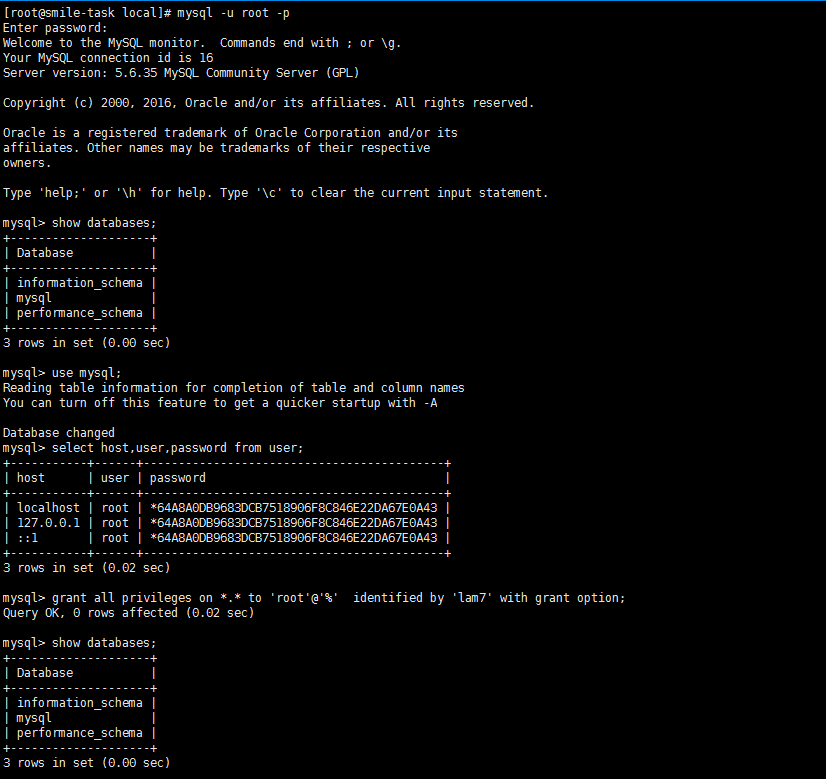 [root@smile-task local]# mysql -u root -p
Enter password:
Welcome to the MySQL monitor.  Commands end with ; or \g.
Your MySQL connection id is 16
Server version: 5.6.35 MySQL Community Server (GPL)

Copyright (c) 2000, 2016, Oracle and/or its affiliates. All rights reserved.

Oracle is a registered trademark of Oracle Corporation and/or its
affiliates. Other names may be trademarks of their respective
owners.

Type 'help;' or '\h' for help. Type '\c' to clear the current input statement.

mysql> show databases;
+--------------------+
| Database           |
+--------------------+
| information_schema |
| mysql              |
| performance_schema |
+--------------------+
3 rows in set (0.00 sec)

mysql> use mysql;
Reading table information for completion of table and column names
You can turn off this feature to get a quicker startup with -A

Database changed
mysql> select host,user,password from user;
+-----------+------+-------------------------------------------+
| host      | user | password                                  |
+-----------+------+-------------------------------------------+
| localhost | root | *64A8A0DB9683DCB7518906F8C846E22DA67E0A43 |
| 127.0.0.1 | root | *64A8A0DB9683DCB7518906F8C846E22DA67E0A43 |
| ::1       | root | *64A8A0DB9683DCB7518906F8C846E22DA67E0A43 |
+-----------+------+-------------------------------------------+
3 rows in set (0.02 sec)

mysql> grant all privileges on *.* to 'root'@'%'  identified by 'lam7' with grant option;
Query OK, 0 rows affected (0.02 sec)

mysql> show databases;
+--------------------+
| Database           |
+--------------------+
| information_schema |
| mysql              |
| performance_schema |
+--------------------+
3 rows in set (0.00 sec)